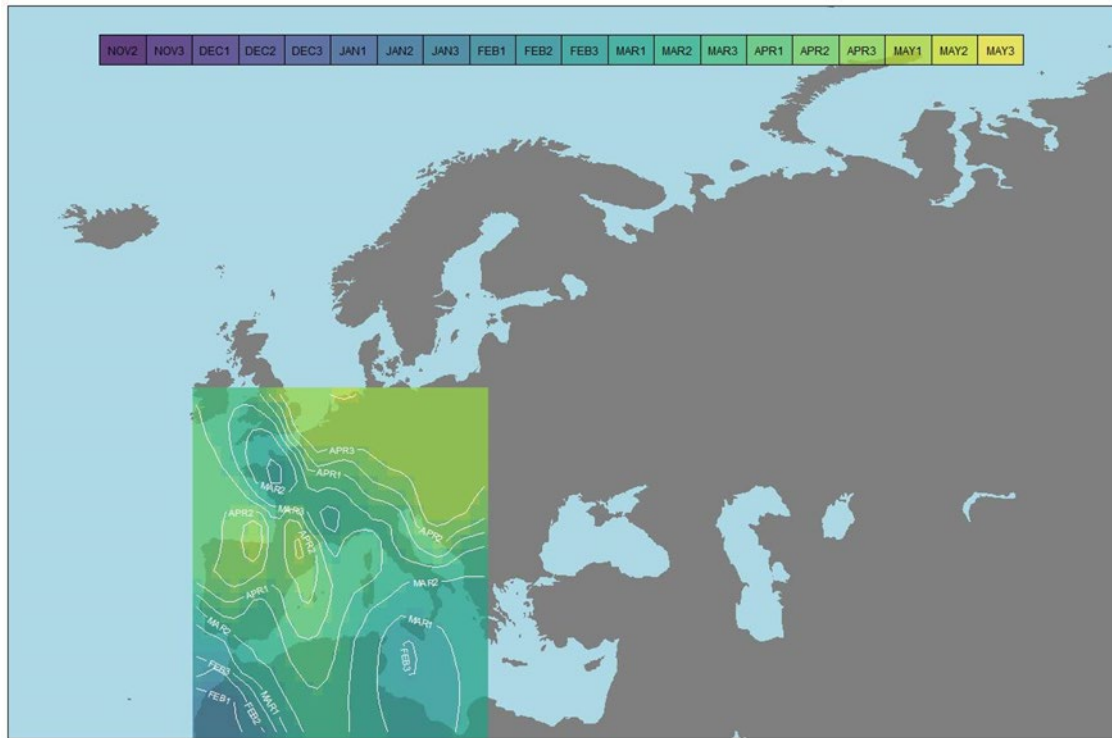 NOV2 NOV3 DEC1 DEC2 DEC3 JAN1 JAN2 JAN3 FEB1 FEB2 FEB3 MAR1 MAR2 MAR3 APR1 APR2 APR3 MAY1 MAY2 MAY3
APR3
APR1
MAR2
APR2
MAR3
APR2
APR2
MAR2
APR1
MAR2
MAR1
FEB3
FEB3
FEB1
MAR1
FEB2